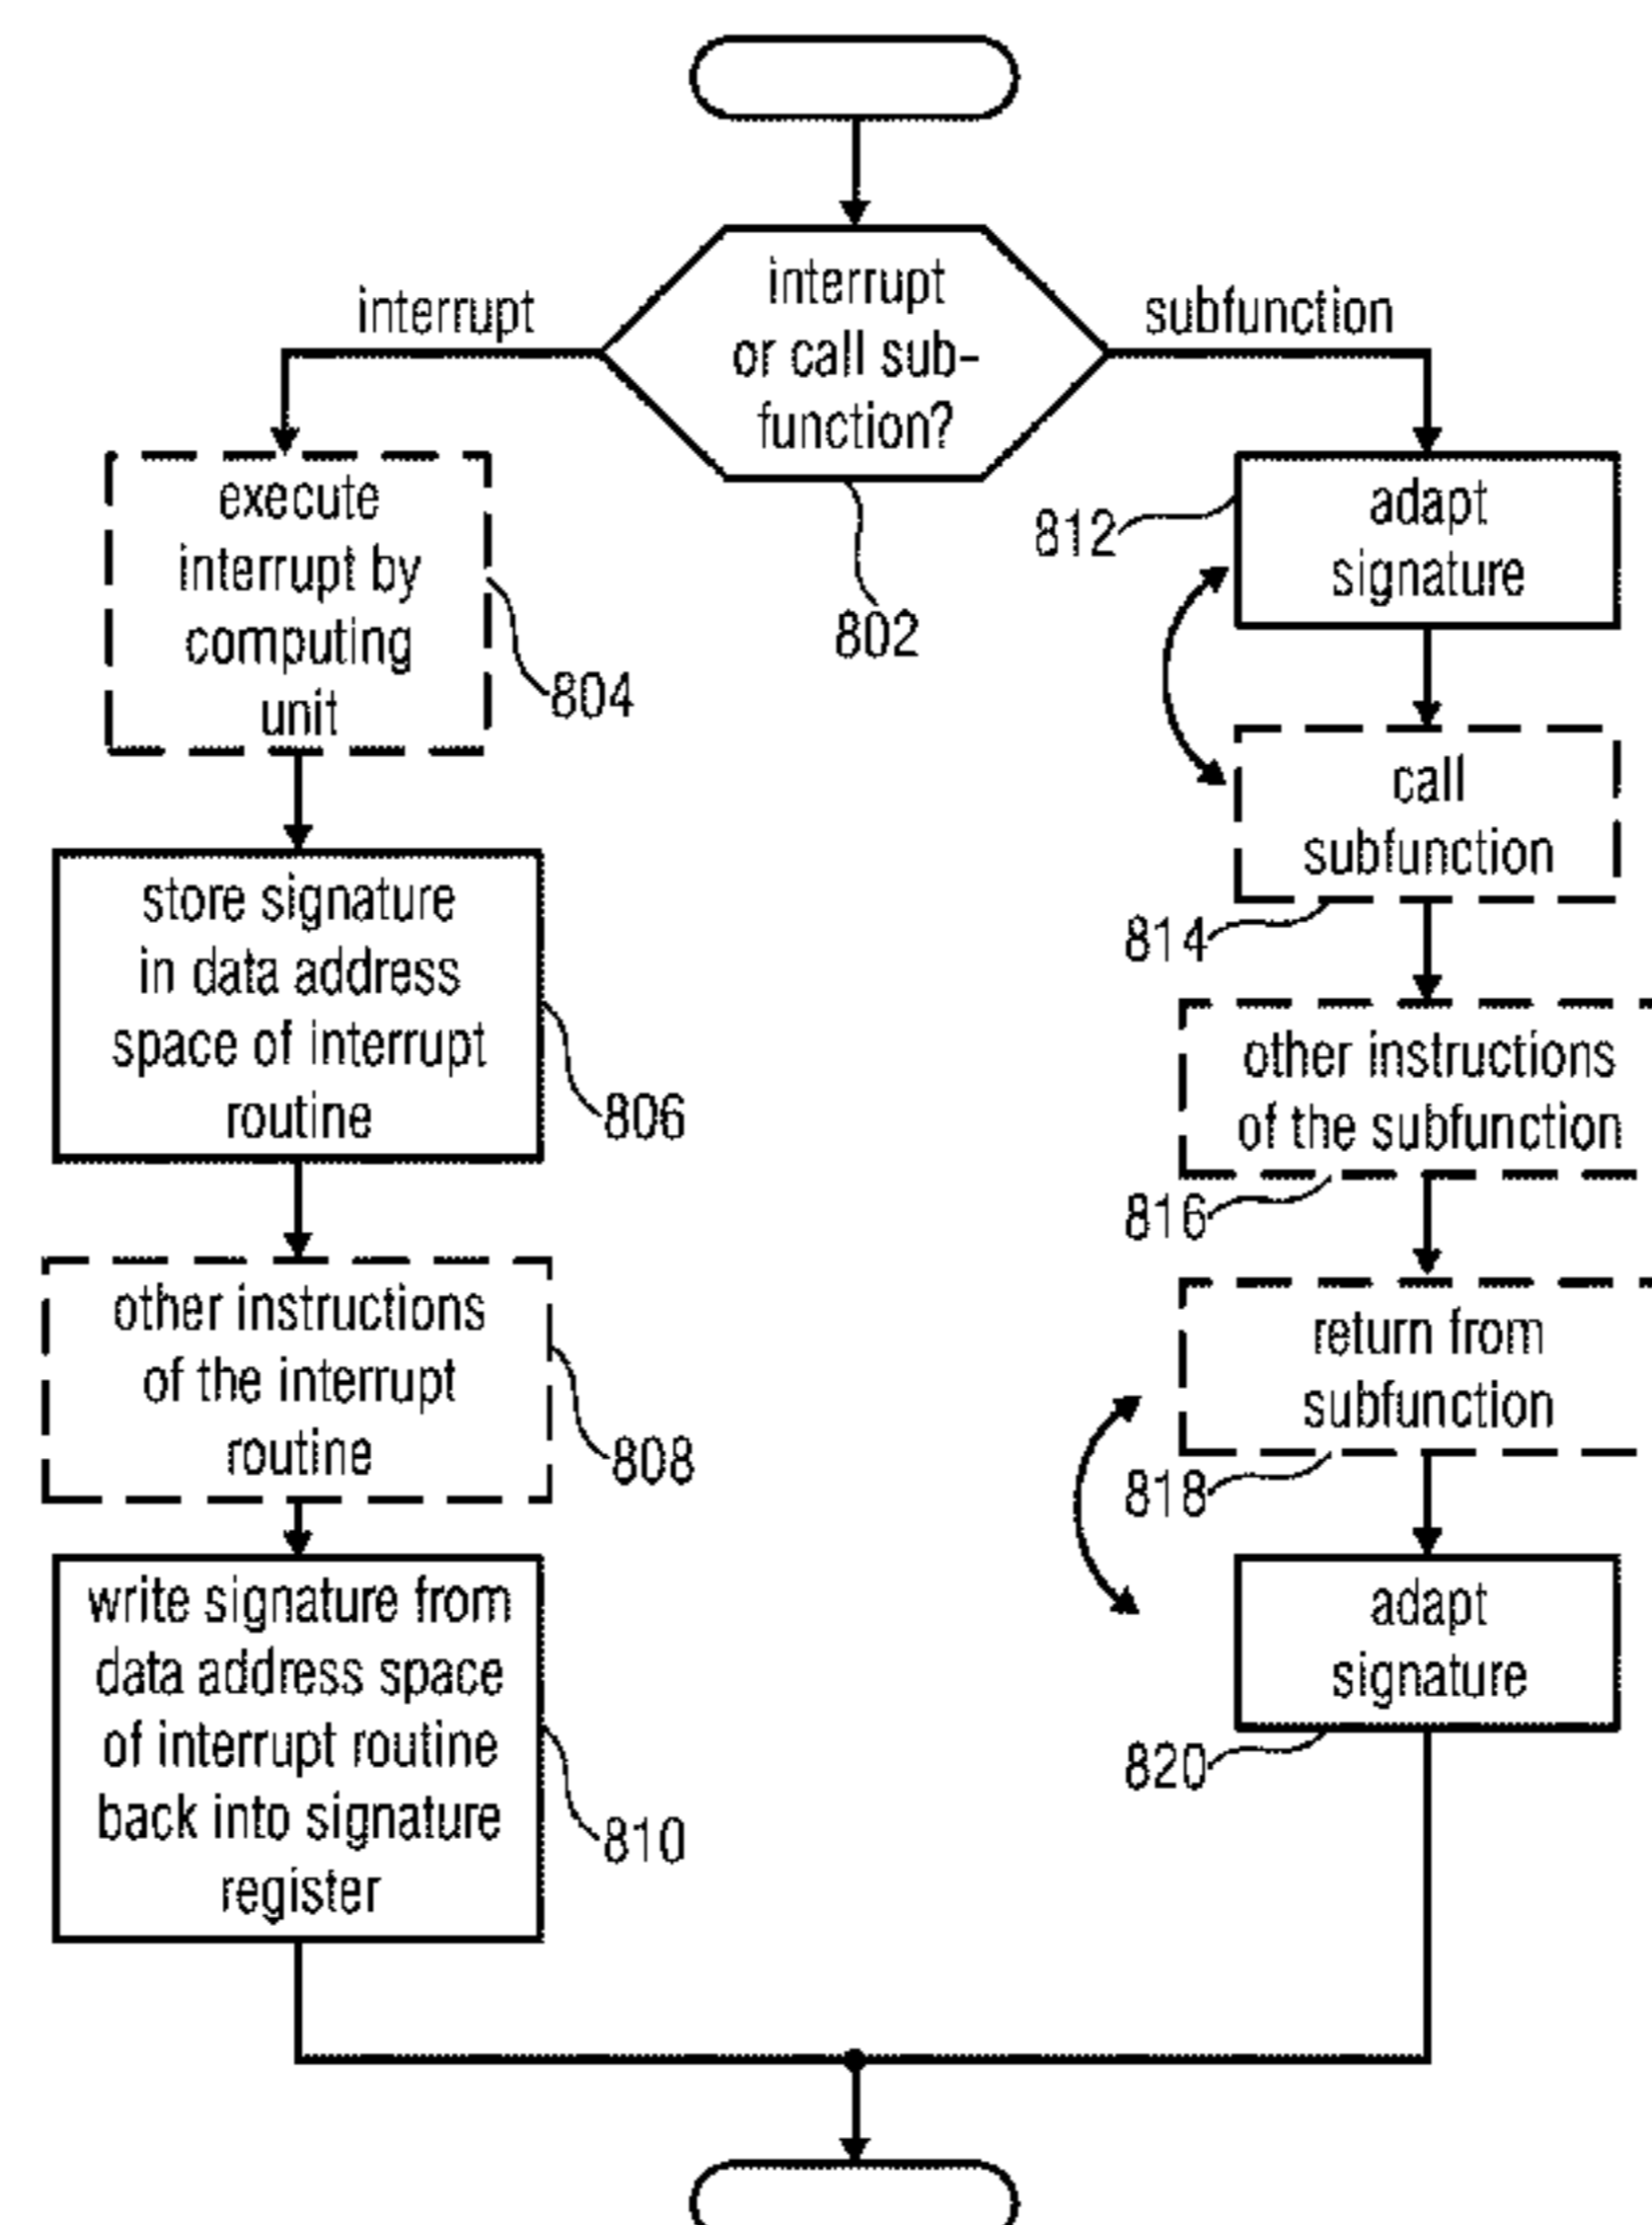 interrupt
or call sub-
function?
802
interrupt
execute
interrupt by
computing
unit
804
store signature
in data address
space of interrupt
routine
806
other instructions
of the interrupt
routine
808
write signature from
data address space
of interrupt routine
back into signature
register
810
subfunction
adapt
signature
812
call
subfunction
814
other instructions
of the subfunction
816
return from
subfunction
818
adapt
signature
820